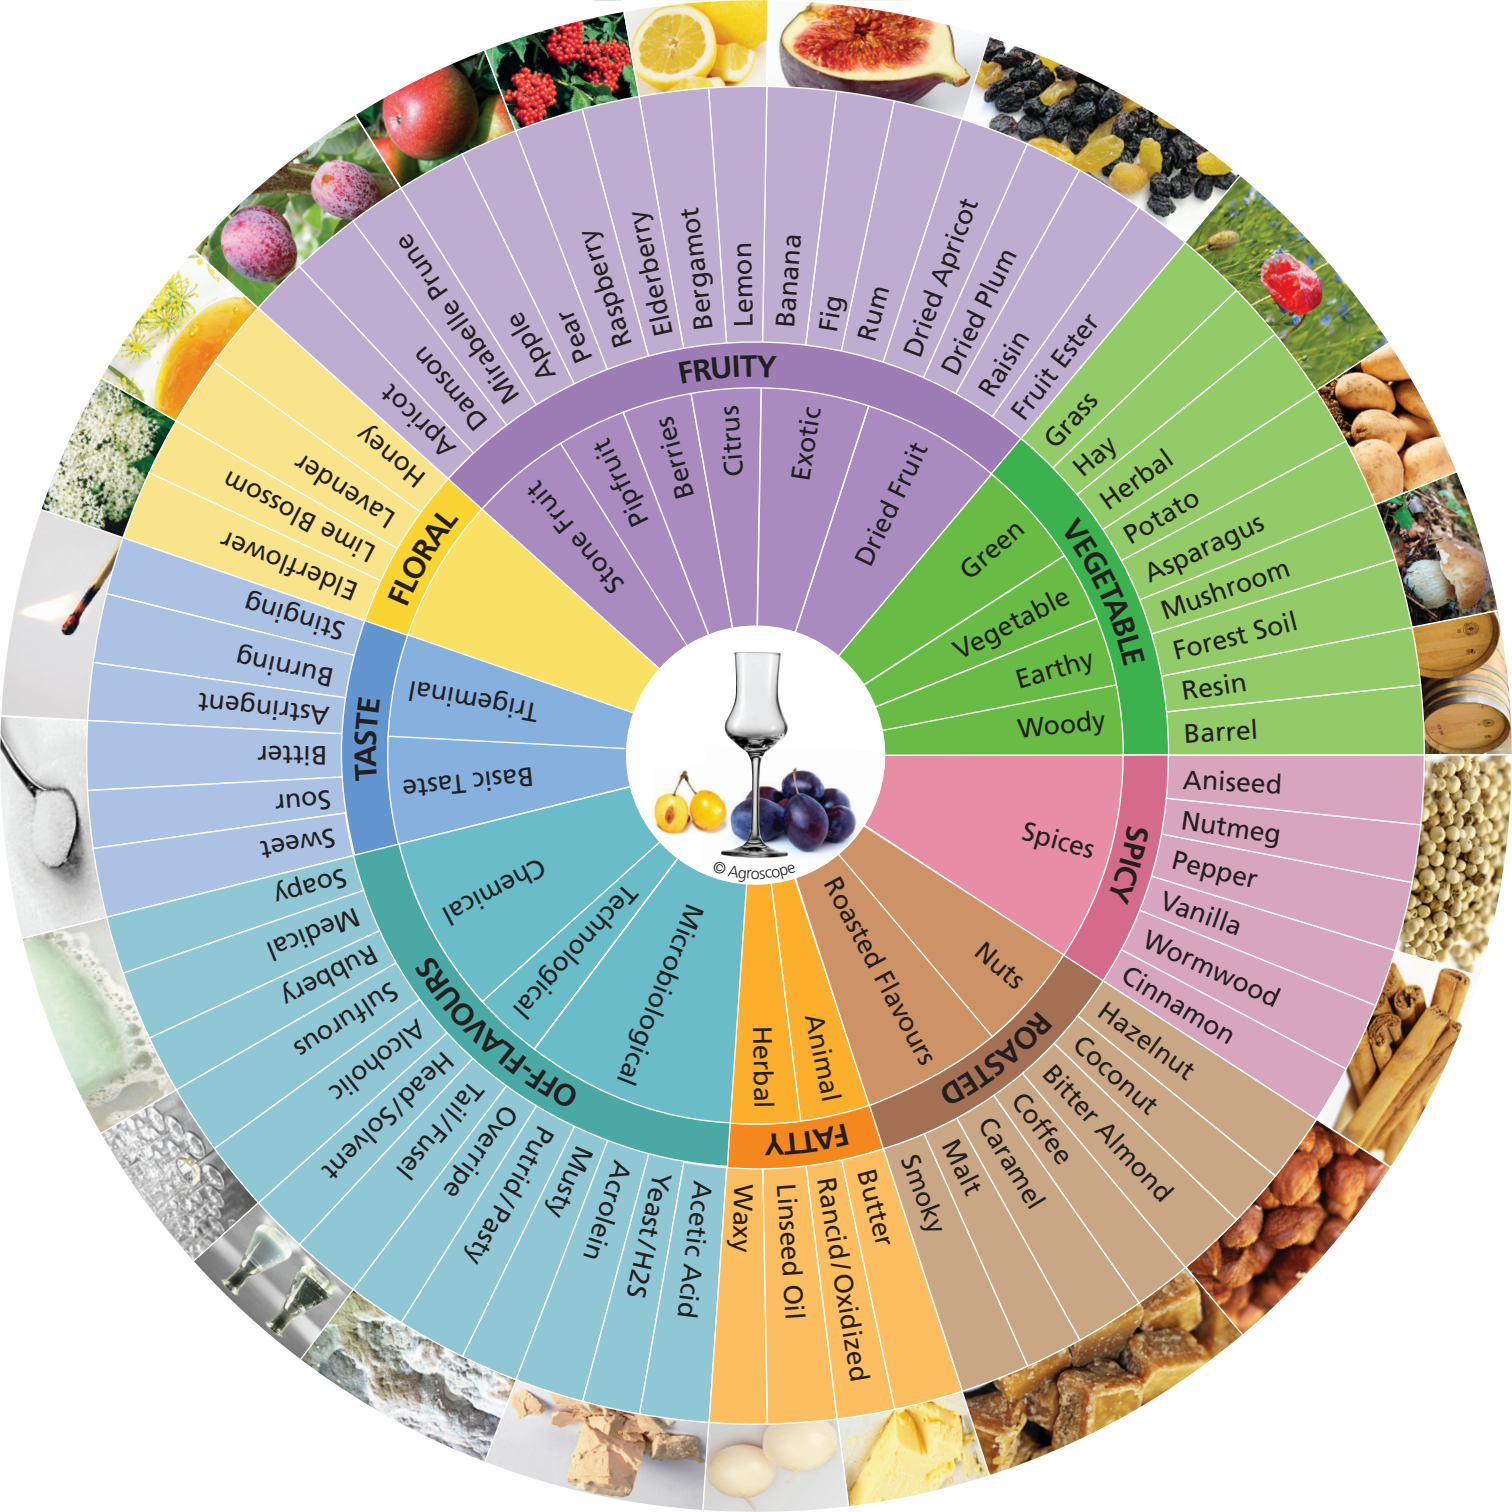 FRUITY
Stone Fruit
Pipfruit
Berries
Citrus
Exotic
Dried Fruit
Apricot
Damson
Mirabelle Prune
Apple
Pear
Raspberry
Elderberry
Bergamot
Lemon
Banana
Fig
Rum
Dried Apricot
Dried Plum
Raisin
Fruit Ester
VEGETABLE
Green
Vegetable
Earthy
Woody
Grass
Hay
Herbal
Potato
Asparagus
Mushroom
Forest Soil
Resin
Barrel
SPICY
Spices
Aniseed
Nutmeg
Pepper
Vanilla
Wormwood
Cinnamon
ROASTED
Nuts
Roasted Flavours
Hazelnut
Coconut
Bitter Almond
Coffee
Caramel
Malt
Smoky
FATTY
Animal
Herbal
Butter
Rancid/Oxidized
Linseed Oil
Waxy
OFF-FLAVOURS
Microbiological
Technological
Chemical
Acetic Acid
Yeast/H2S
Acrolein
Musty
Putrid/Pasty
Overripe
Tail/Fusel
Head/Solvent
Alcoholic
Sulfurous
Rubbery
Medical
Soapy
TASTE
Basic Taste
Trigeminal
Sweet
Sour
Bitter
Astringent
Burning
Stinging
FLORAL
Elderflower
Lime Blossom
Lavender
Honey
© Agroscope